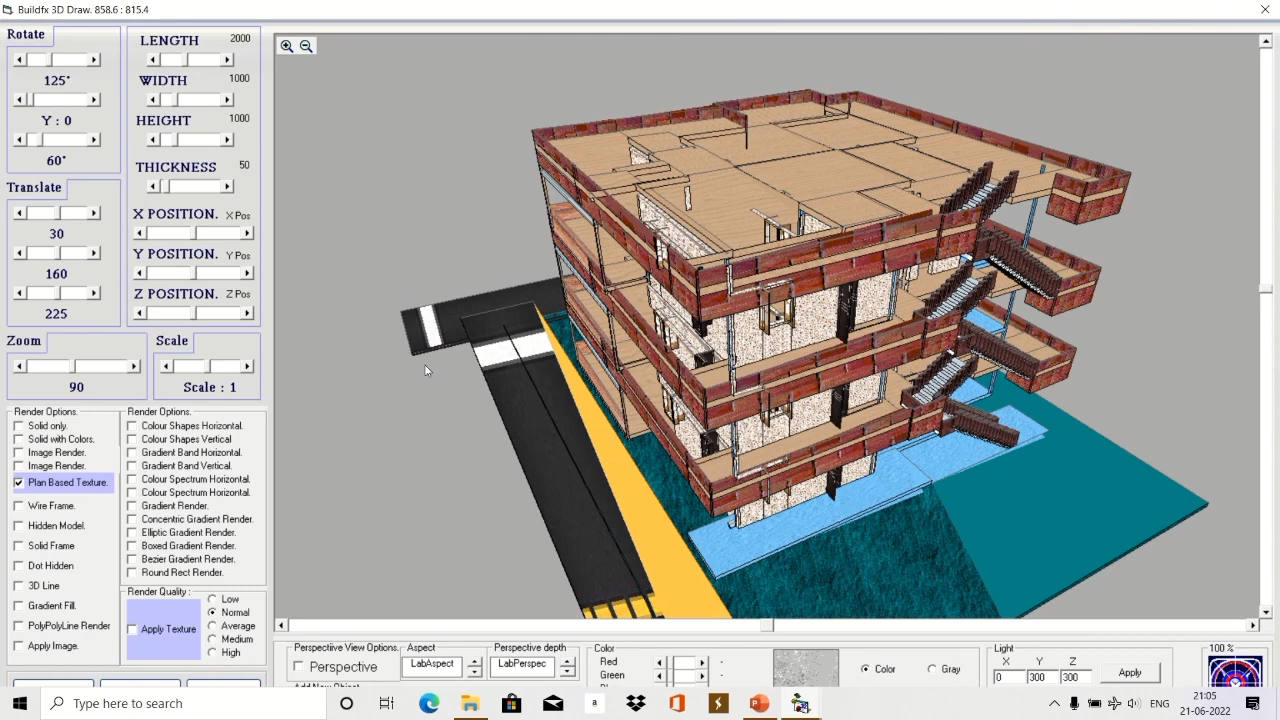 Buildfx 3D Draw. 858.6 : 815.4
Rotate
125°
Y : 0
60°
LENGTH 2000
WIDTH 1000
HEIGHT 1000
THICKNESS 50
Translate
30
160
225
X POSITION. X Pos
Y POSITION. Y Pos
Z POSITION. Z Pos
Zoom
90
Scale
Scale : 1
Render Options.
Solid only.
Solid with Colors.
Image Render.
Image Render.
Plan Based Texture.
Wire Frame.
Hidden Model.
Solid Frame
Dot Hidden
3D Line
Gradient Fill.
PolyPolyLine Render
Apply Image.
Render Options.
Colour Shapes Horizontal.
Colour Shapes Vertical
Gradient Band Horizontal.
Gradient Band Vertical.
Colour Spectrum Horizontal.
Colour Spectrum Horizontal.
Gradient Render.
Concentric Gradient Render.
Elliptic Gradient Render.
Boxed Gradient Render.
Bezier Gradient Render.
Round Rect Render.
Render Quality :
Apply Texture
Low
Normal
Average
Medium
High
Perspective View Options.
Perspective
Aspect
LabAspect
Perspective depth
LabPerspec
Color
Red
Green
Color
Gray
Light
X Y Z
0 300 300
Apply
100 %
Type here to search
a
ENG
21:05
21-06-2022